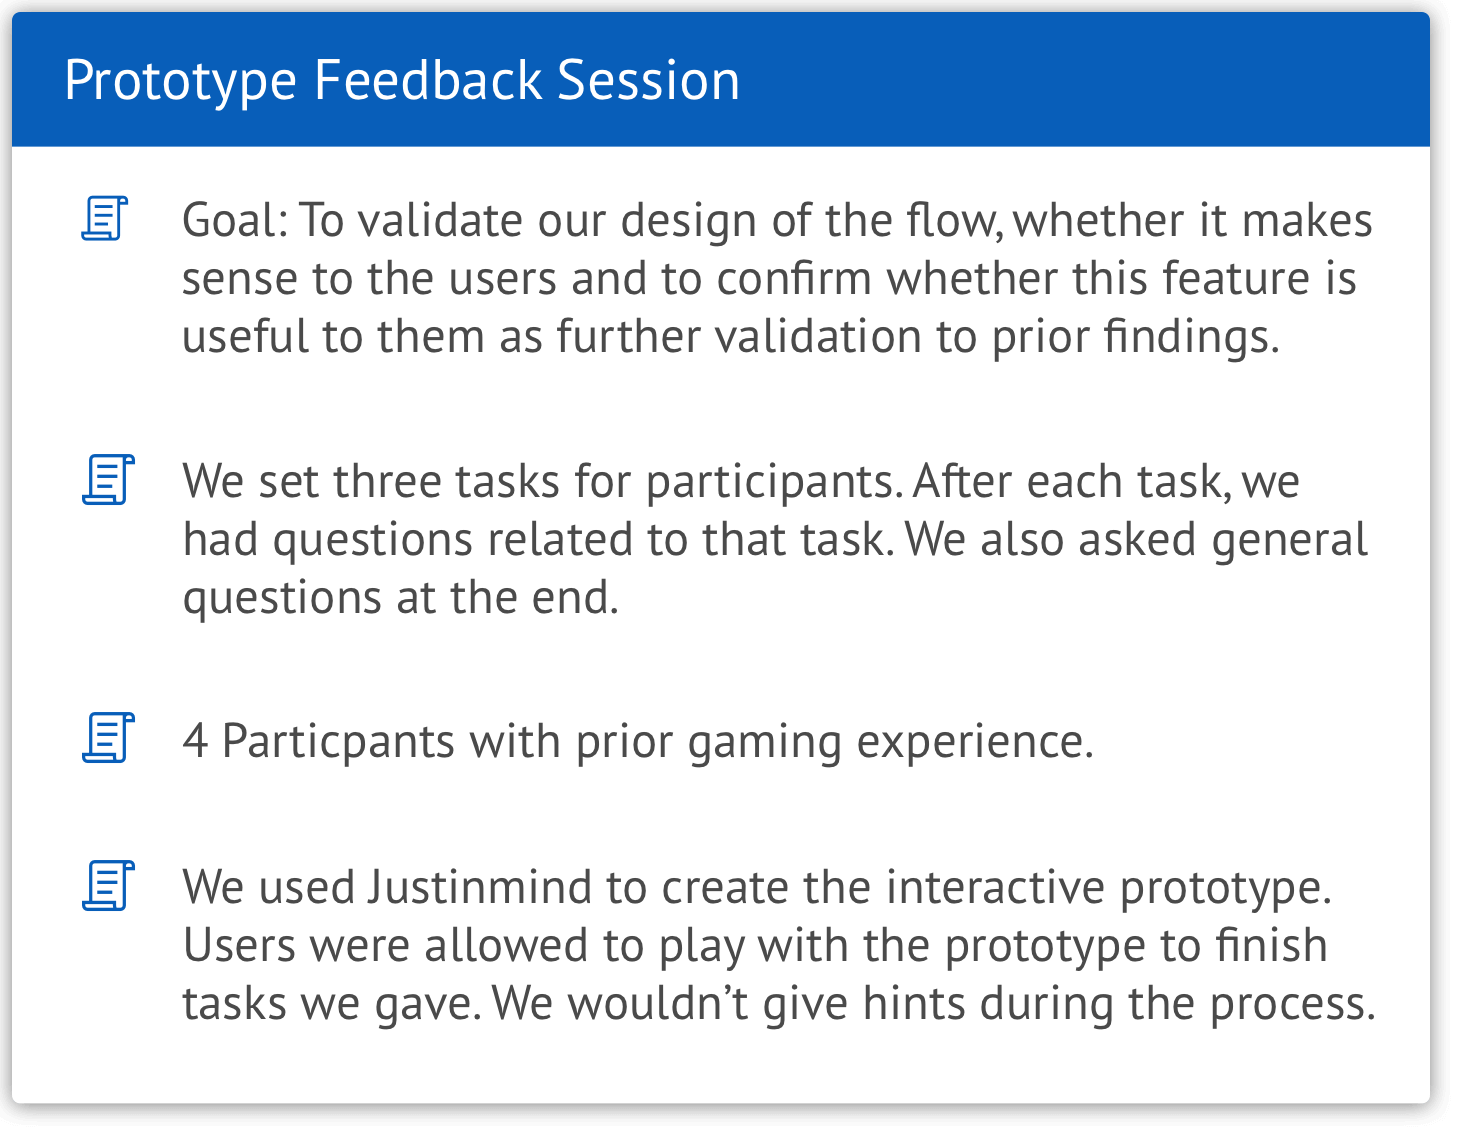 Prototype Feedback Session
Goal: To validate our design of the flow, whether it makes
sense to the users and to confirm whether this feature is
useful to them as further validation to prior findings.
We set three tasks for participants. After each task, we
had questions related to that task. We also asked general
questions at the end.
4 Particpants with prior gaming experience.
We used Justinmind to create the interactive prototype.
Users were allowed to play with the prototype to finish
tasks we gave. We wouldn’t give hints during the process.